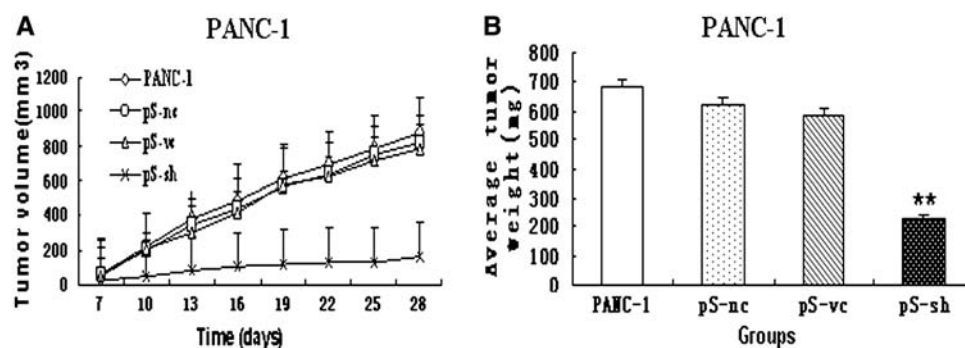 A
PANC-1
Tumor volume(mm3)
1200
1000
800
600
400
200
0
PANC-1
pS-nc
pS-vc
pS-sh
7 10 13 16 19 22 25 28
Time (days)
B
PANC-1
Average tumor
weight(mg)
800
700
600
500
400
300
200
100
0
**
PANC-1 pS-nc pS-vc pS-sh
Groups